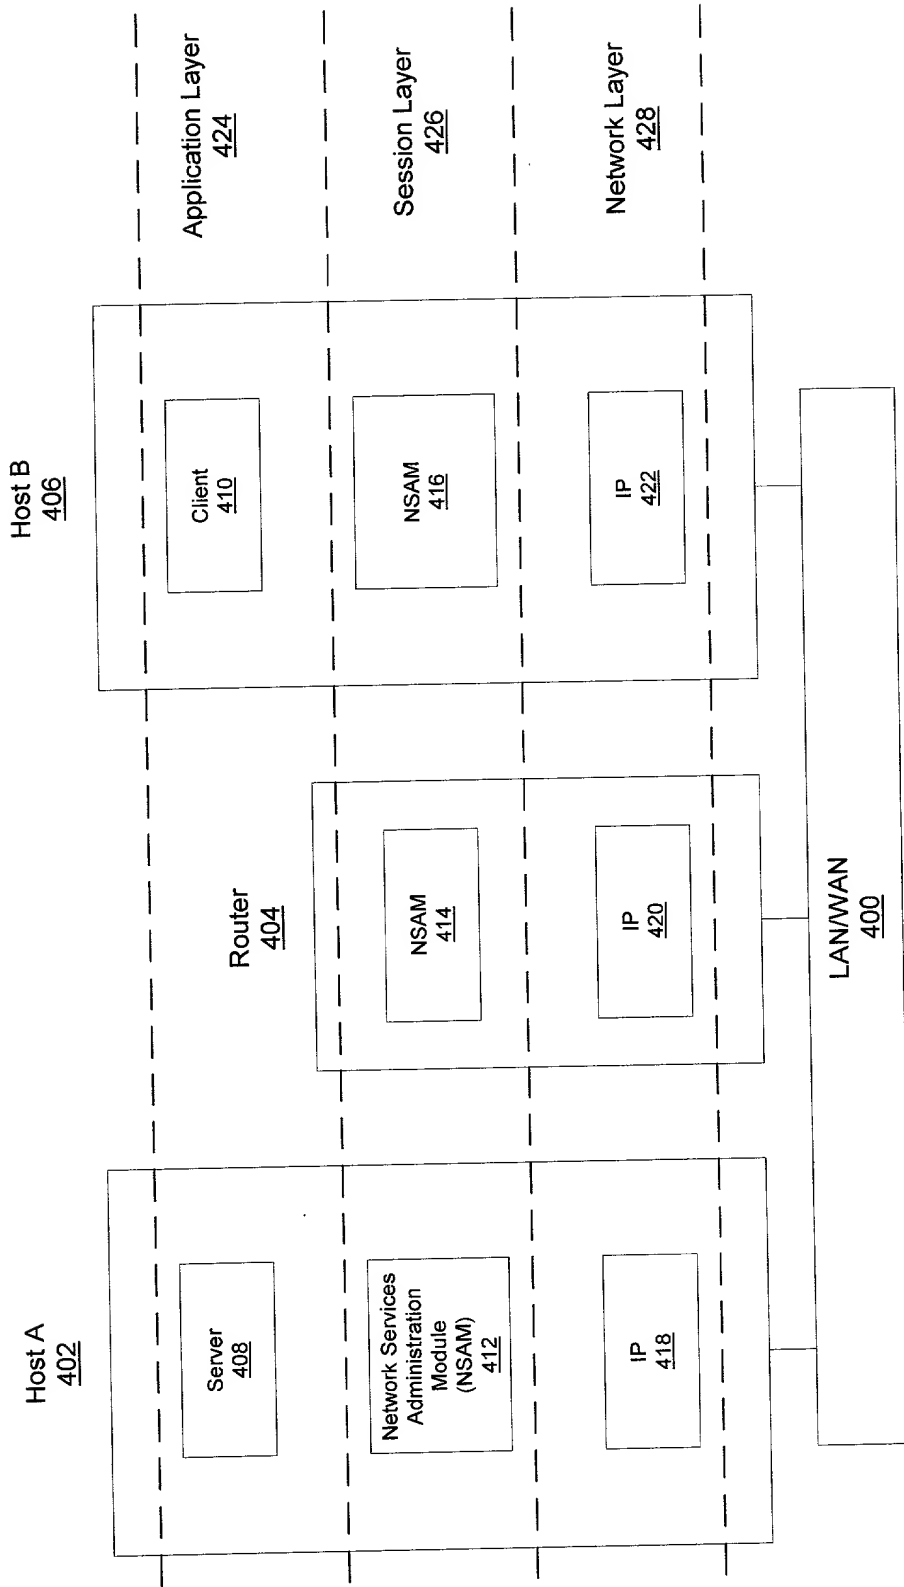 Host A
402
Server
408
Network Services
Administration
Module
(NSAM)
412
IP
418
Router
404
NSAM
414
IP
420
Host B
406
Client
410
NSAM
416
IP
422
Application Layer
424
Session Layer
426
Network Layer
428
LAN/WAN
400